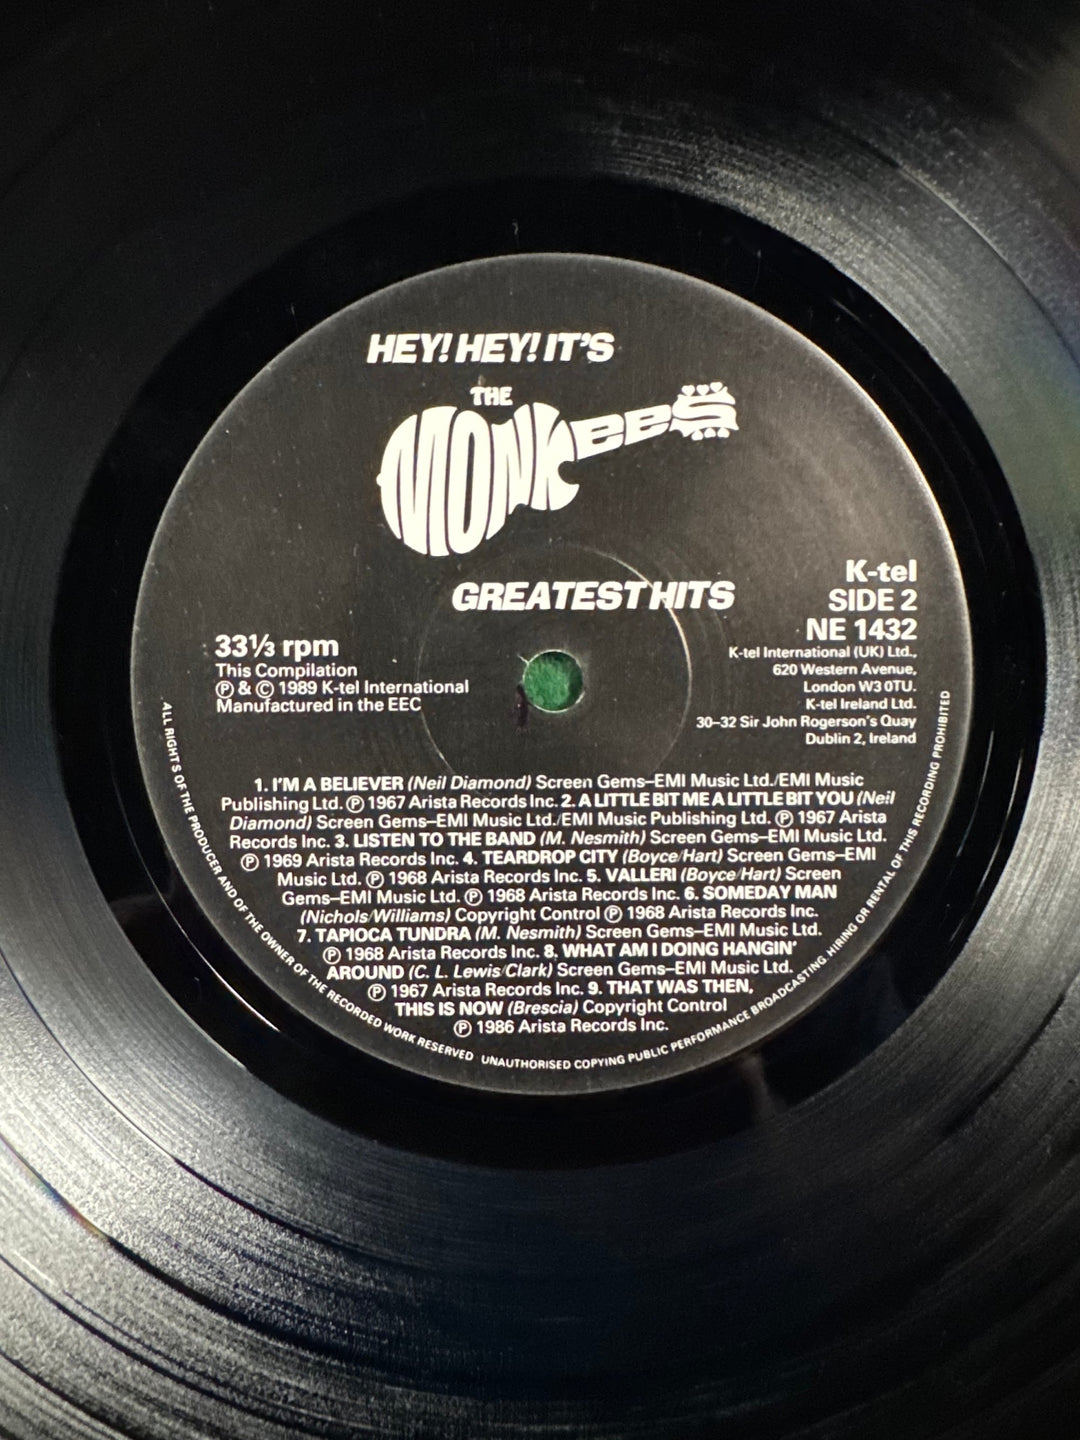 HEY! HEY! IT'S
THE
MONKEES
GREATEST HITS
33⅓ rpm
This Compilation
Ⓟ & © 1989 K-tel International
Manufactured in the EEC
K-tel
SIDE 2
NE 1432
K-tel International (UK) Ltd.,
620 Western Avenue,
London W3 0TU.
K-tel Ireland Ltd.
30–32 Sir John Rogerson's Quay
Dublin 2, Ireland
1. I'M A BELIEVER (Neil Diamond) Screen Gems–EMI Music Ltd./EMI Music
Publishing Ltd. Ⓟ 1967 Arista Records Inc. 2. A LITTLE BIT ME A LITTLE BIT YOU (Neil
Diamond) Screen Gems–EMI Music Ltd./EMI Music Publishing Ltd. Ⓟ 1967 Arista
Records Inc. 3. LISTEN TO THE BAND (M. Nesmith) Screen Gems–EMI Music Ltd.
Ⓟ 1969 Arista Records Inc. 4. TEARDROP CITY (Boyce/Hart) Screen Gems–EMI
Music Ltd. Ⓟ 1968 Arista Records Inc. 5. VALLERI (Boyce/Hart) Screen
Gems–EMI Music Ltd. Ⓟ 1968 Arista Records Inc. 6. SOMEDAY MAN
(Nichols/Williams) Copyright Control Ⓟ 1968 Arista Records Inc.
7. TAPIOCA TUNDRA (M. Nesmith) Screen Gems–EMI Music Ltd.
Ⓟ 1968 Arista Records Inc. 8. WHAT AM I DOING HANGIN'
AROUND (C. L. Lewis/Clark) Screen Gems–EMI Music Ltd.
Ⓟ 1967 Arista Records Inc. 9. THAT WAS THEN,
THIS IS NOW (Brescia) Copyright Control
Ⓟ 1986 Arista Records Inc.
ALL RIGHTS OF THE PRODUCER AND OF THE OWNER OF THE RECORDED WORK RESERVED UNAUTHORISED COPYING PUBLIC PERFORMANCE BROADCASTING HIRING OR RENTAL OF THIS RECORDING PROHIBITED